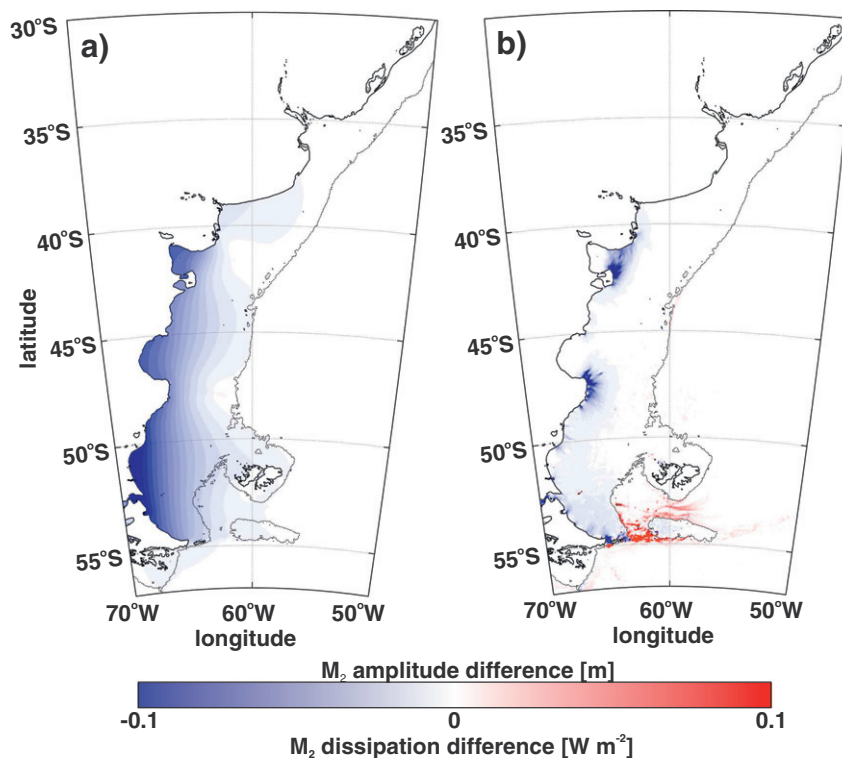 a)
30°S
35°S
40°S
45°S
50°S
55°S
latitude
70°W 60°W 50°W
longitude
b)
35°S
40°S
45°S
50°S
55°S
70°W 60°W 50°W
longitude
M₂ amplitude difference [m]
-0.1 0 0.1
M₂ dissipation difference [W m⁻²]